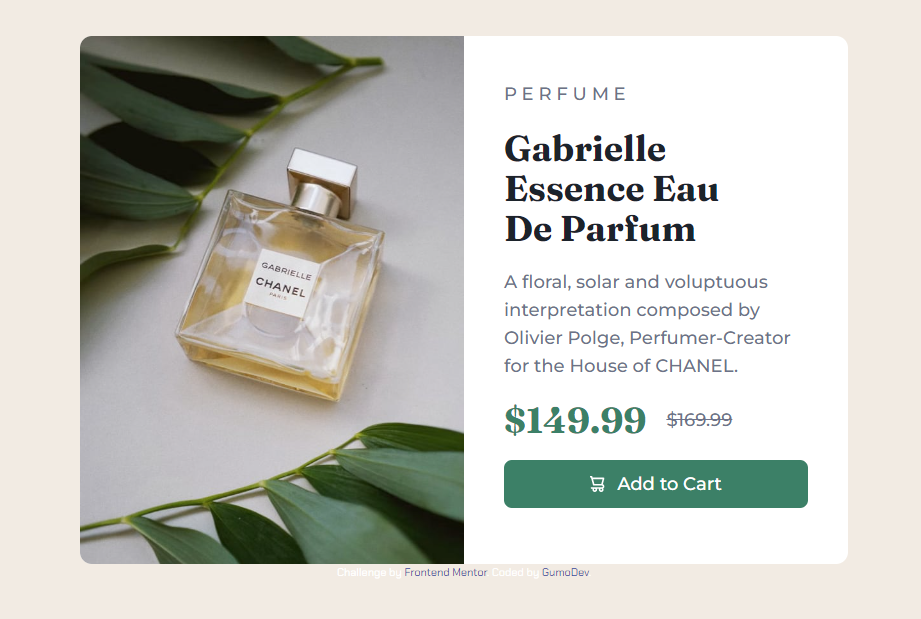 PERFUME
Gabrielle
Essence Eau
De Parfum
A floral, solar and voluptuous
interpretation composed by
Olivier Polge, Perfumer-Creator
for the House of CHANEL.
$149.99 $169.99
Add to Cart
GABRIELLE
CHANEL
PARIS
Challenge by Frontend Mentor Coded by GumoDev